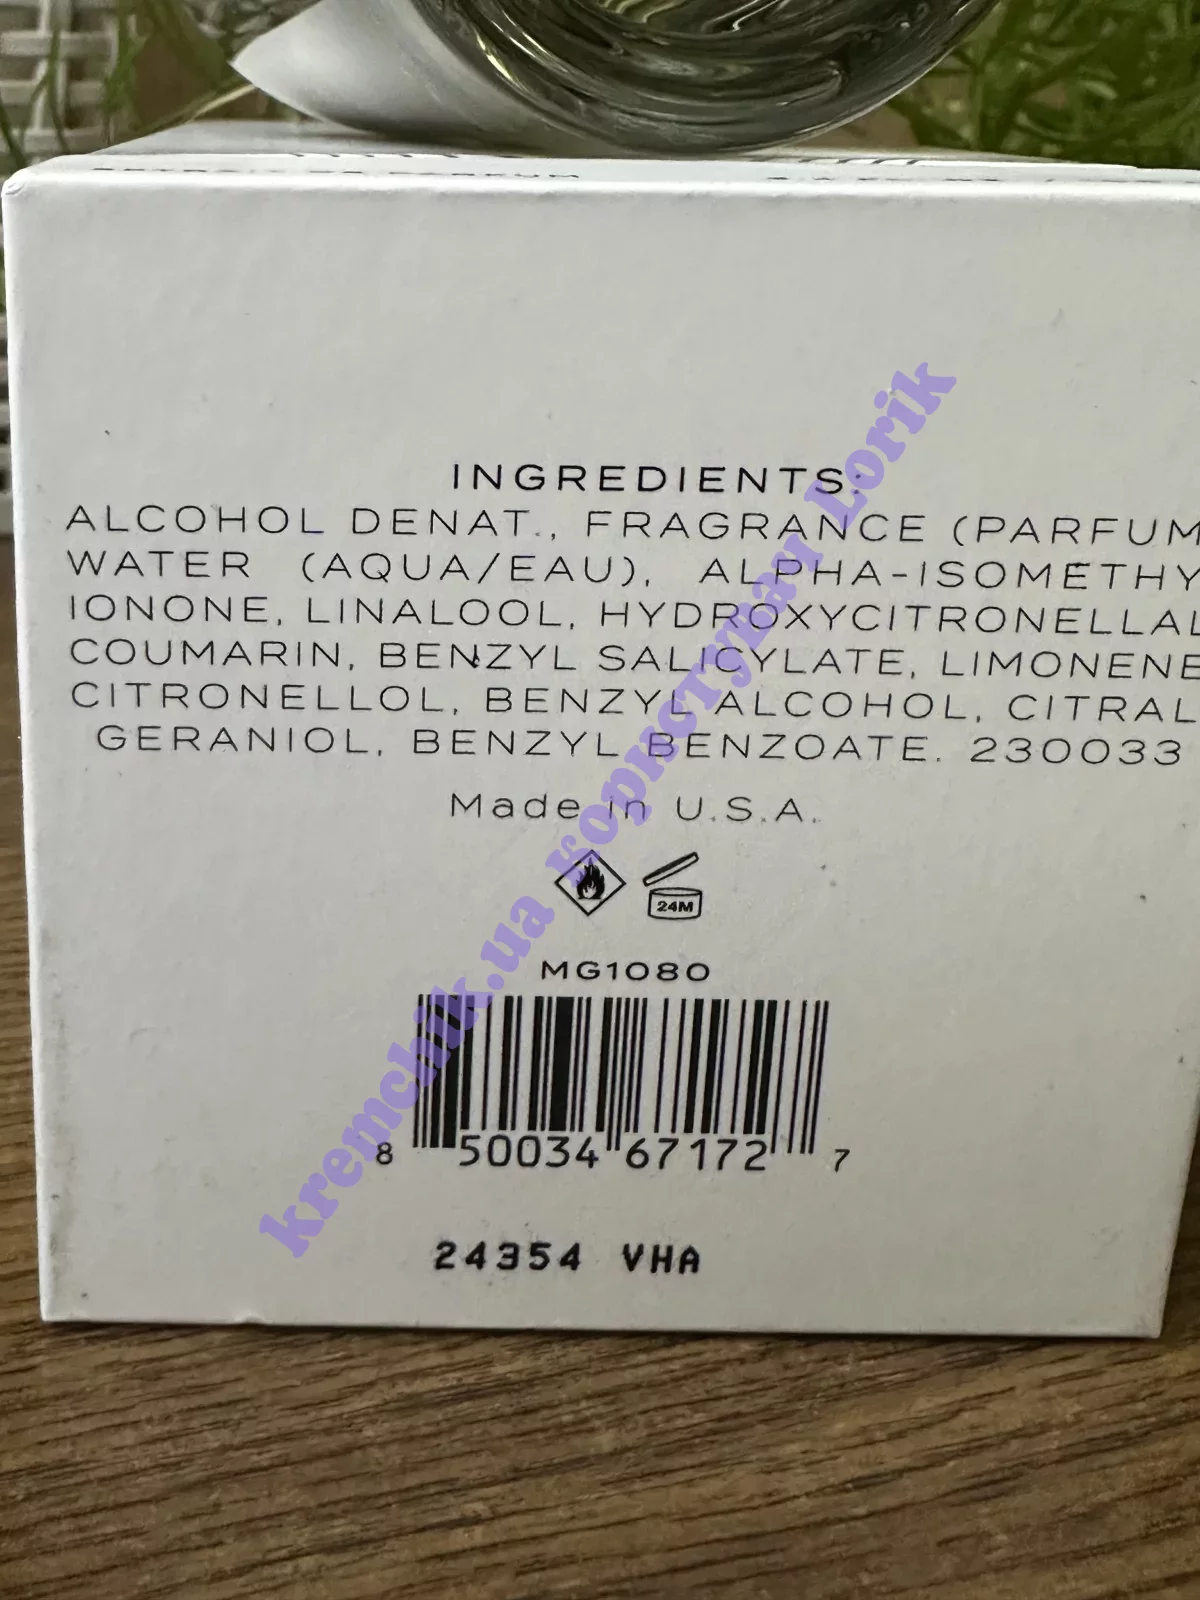 INGREDIENTS:
ALCOHOL DENAT., FRAGRANCE (PARFUM
WATER (AQUA/EAU), ALPHA-ISOMETHY
IONONE, LINALOOL, HYDROXYCITRONELLAL
COUMARIN, BENZYL SALICYLATE, LIMONENE
CITRONELLOL, BENZYL ALCOHOL, CITRAL
GERANIOL, BENZYL BENZOATE. 230033
Made in U.S.A.
24M
MG1080
8 50034 67172 7
24354 VHA
kremchik.ua користувач Lorik